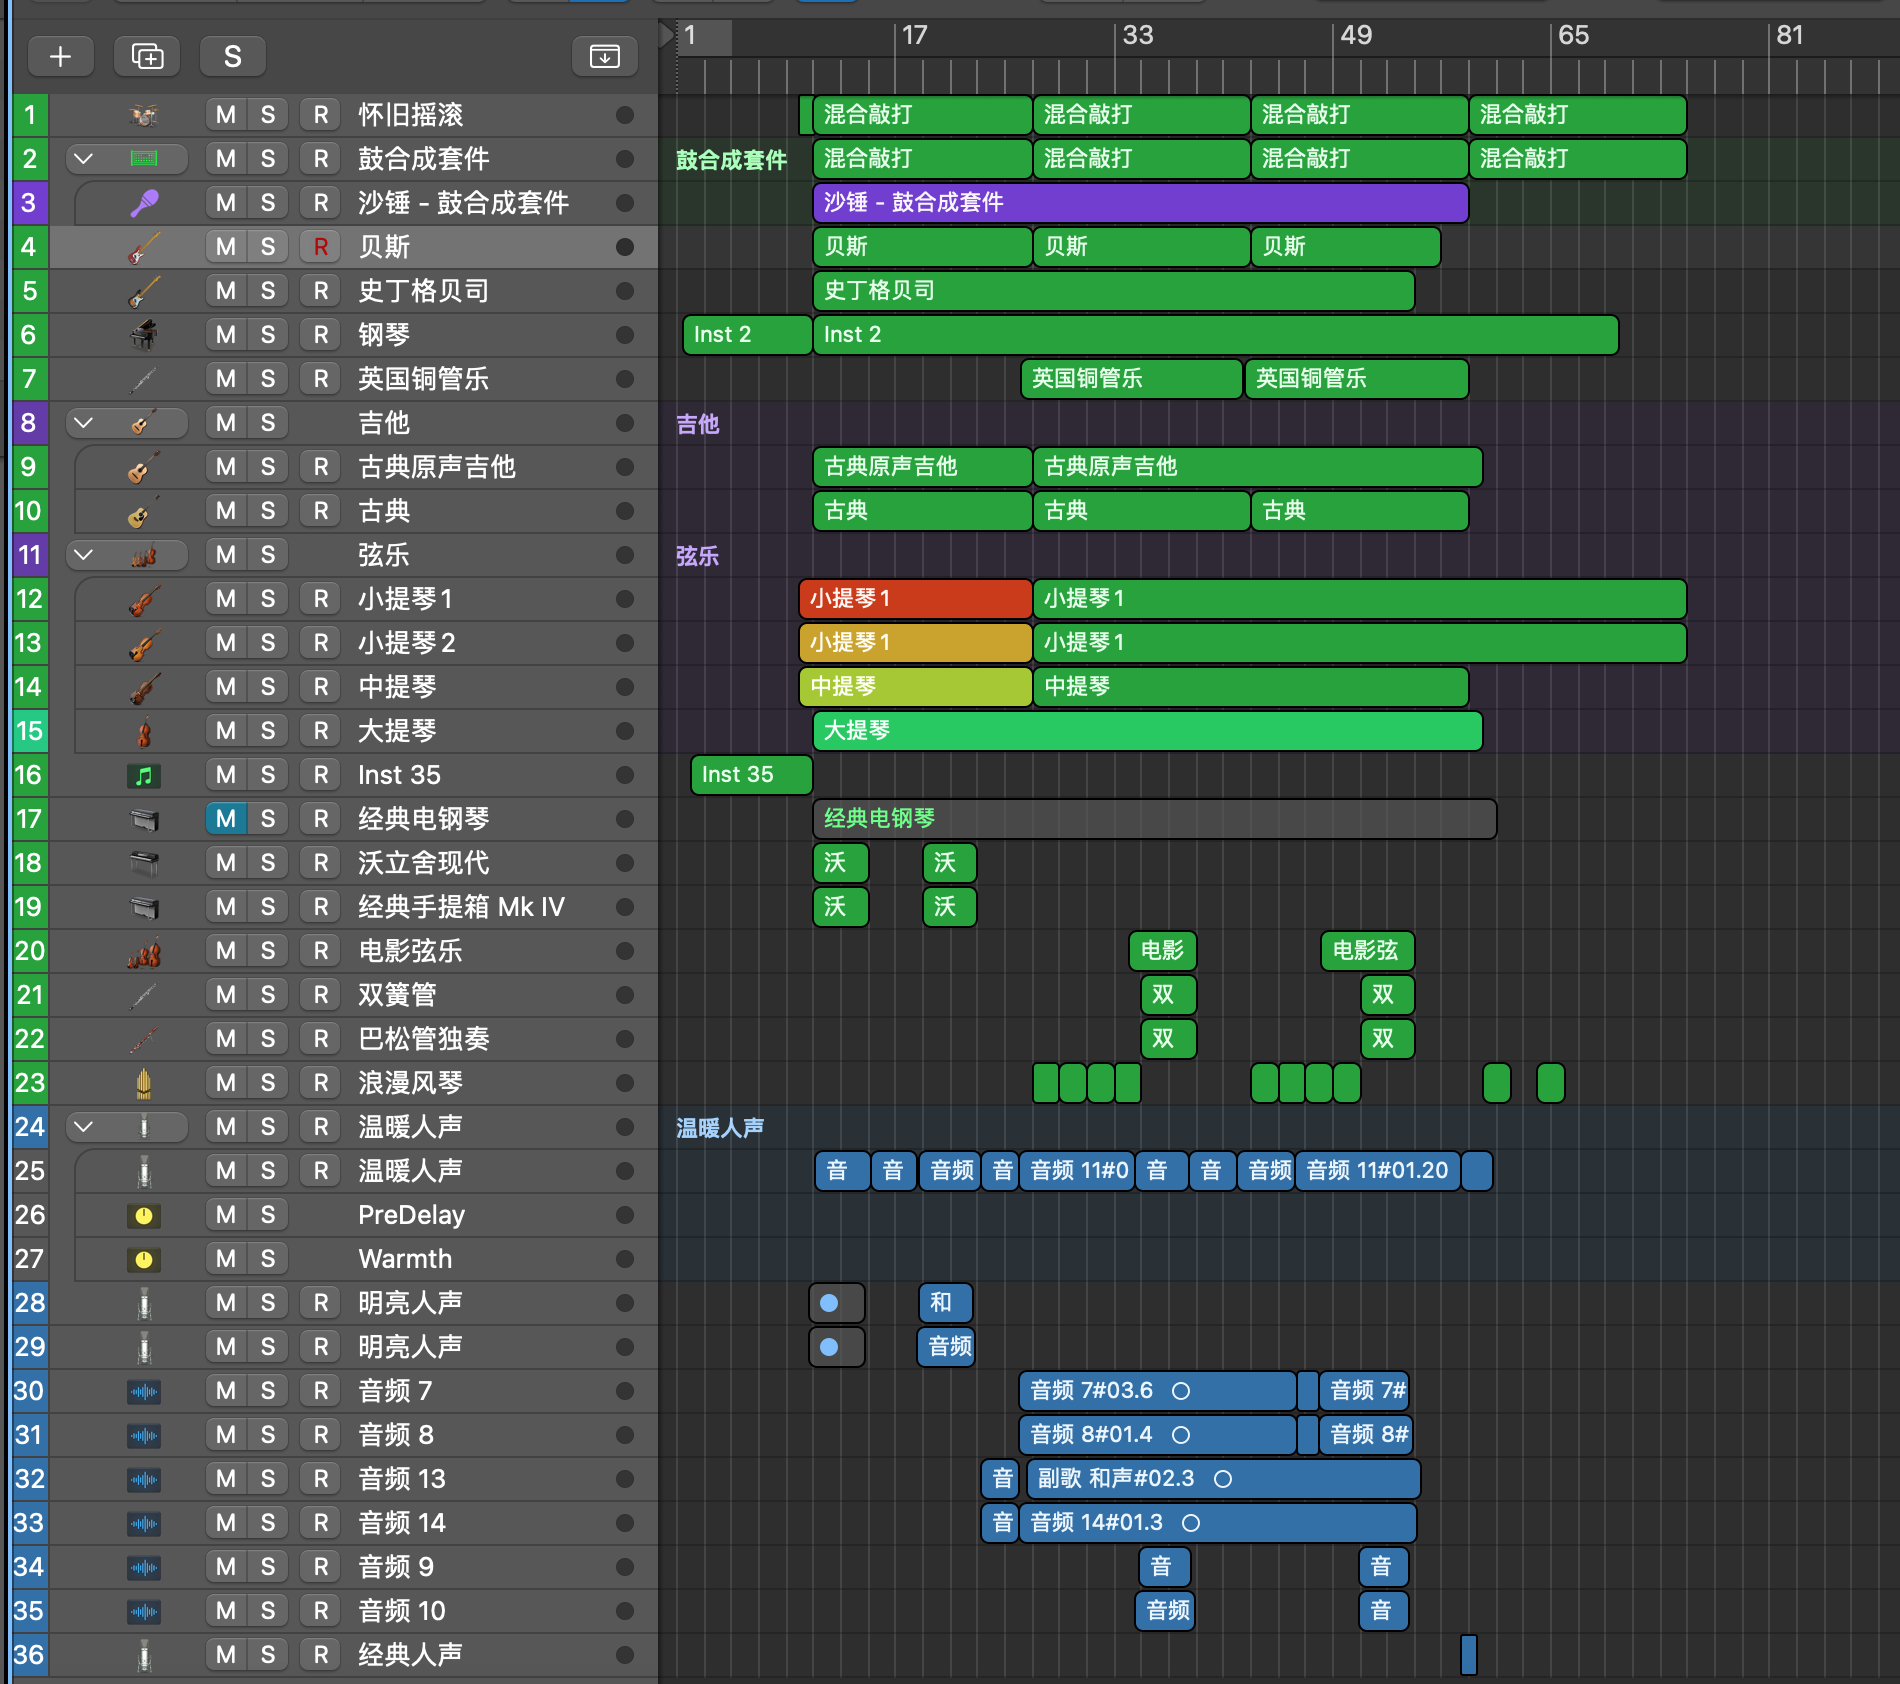 S
1 17 33 49 65 81
1 M S R 怀旧摇滚 混合敲打 混合敲打 混合敲打 混合敲打
2 M S R 鼓合成套件 鼓合成套件 混合敲打 混合敲打 混合敲打 混合敲打
3 M S R 沙锤 - 鼓合成套件 沙锤 - 鼓合成套件
4 M S R 贝斯 贝斯 贝斯 贝斯
5 M S R 史丁格贝司 史丁格贝司
6 M S R 钢琴 Inst 2 Inst 2
7 M S R 英国铜管乐 英国铜管乐 英国铜管乐
8 M S 吉他 吉他
9 M S R 古典原声吉他 古典原声吉他 古典原声吉他
10 M S R 古典 古典 古典 古典
11 M S 弦乐 弦乐
12 M S R 小提琴1 小提琴1 小提琴1
13 M S R 小提琴2 小提琴1 小提琴1
14 M S R 中提琴 中提琴 中提琴
15 M S R 大提琴 大提琴
16 M S R Inst 35 Inst 35
17 M S R 经典电钢琴 经典电钢琴
18 M S R 沃立舍现代 沃 沃
19 M S R 经典手提箱 Mk IV 沃 沃
20 M S R 电影弦乐 电影 电影弦
21 M S R 双簧管 双 双
22 M S R 巴松管独奏 双 双
23 M S R 浪漫风琴
24 M S R 温暖人声 温暖人声
25 M S R 温暖人声 音 音 音频 音 音频 11#0 音 音 音频 音频 11#01.20
26 M S PreDelay
27 M S Warmth
28 M S R 明亮人声 和
29 M S R 明亮人声 音频
30 M S R 音频 7 音频 7#03.6 音频 7#
31 M S R 音频 8 音频 8#01.4 音频 8#
32 M S R 音频 13 音 副歌 和声#02.3
33 M S R 音频 14 音 音频 14#01.3
34 M S R 音频 9 音 音
35 M S R 音频 10 音频 音
36 M S R 经典人声